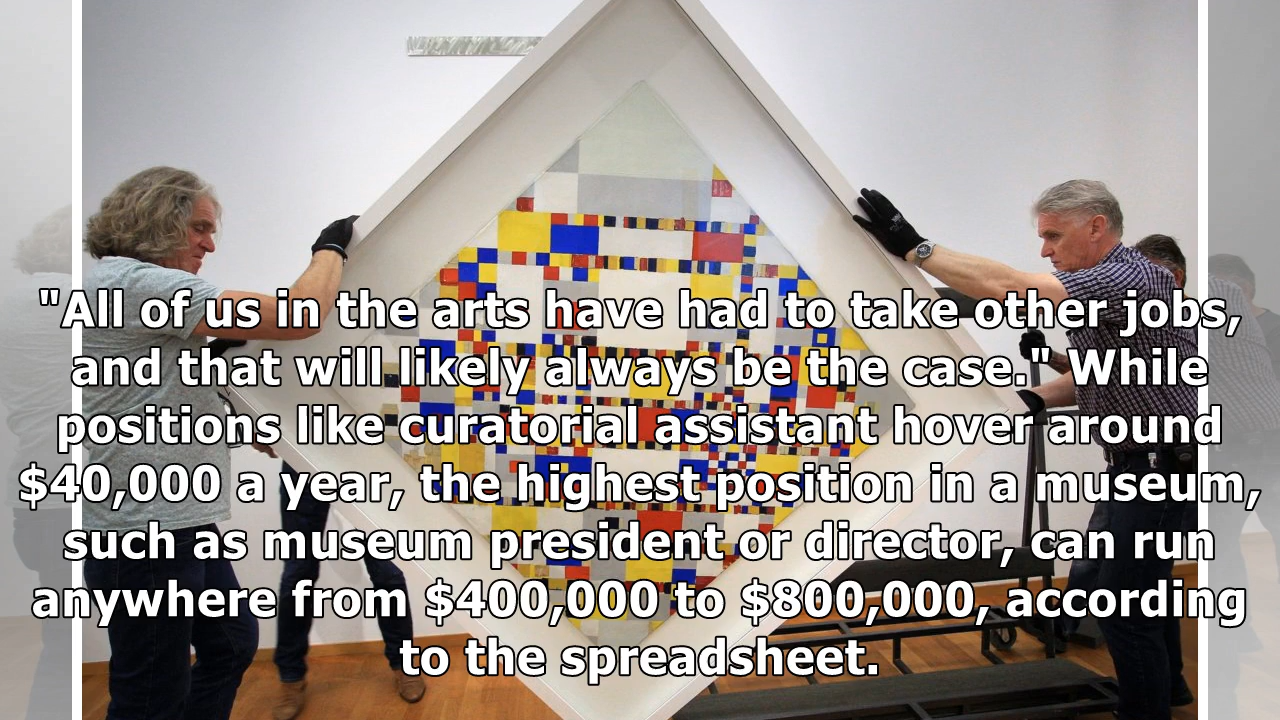 "All of us in the arts have had to take other jobs,
and that will likely always be the case." While
positions like curatorial assistant hover around
$40,000 a year, the highest position in a museum,
such as museum president or director, can run
anywhere from $400,000 to $800,000, according
to the spreadsheet.